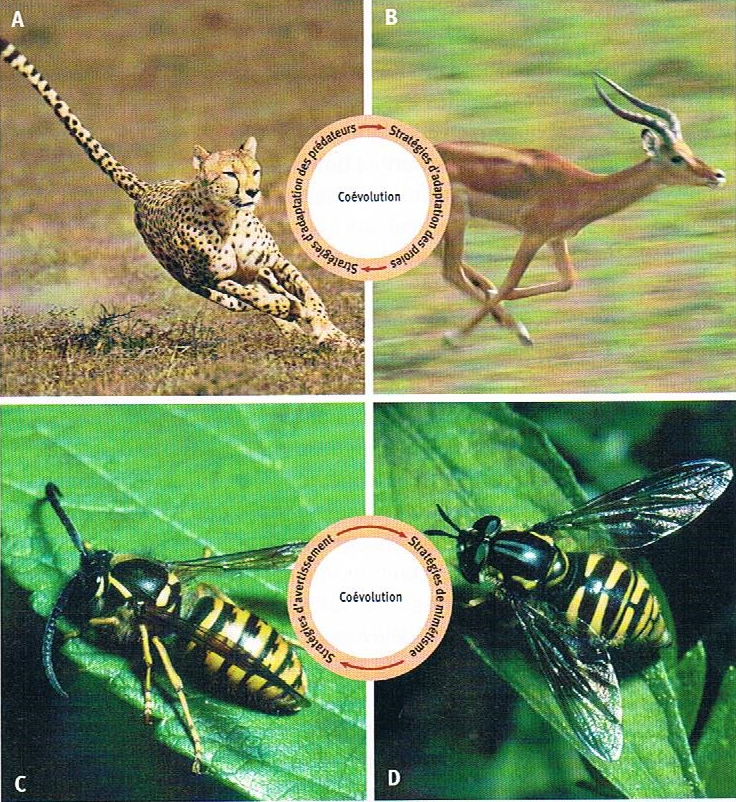 A
B
Stratégies d'adaptation des prédateurs
Stratégies d'adaptation des proies
Coévolution
Stratégies d'avertissement
Stratégies de mimétisme
Coévolution
C
D